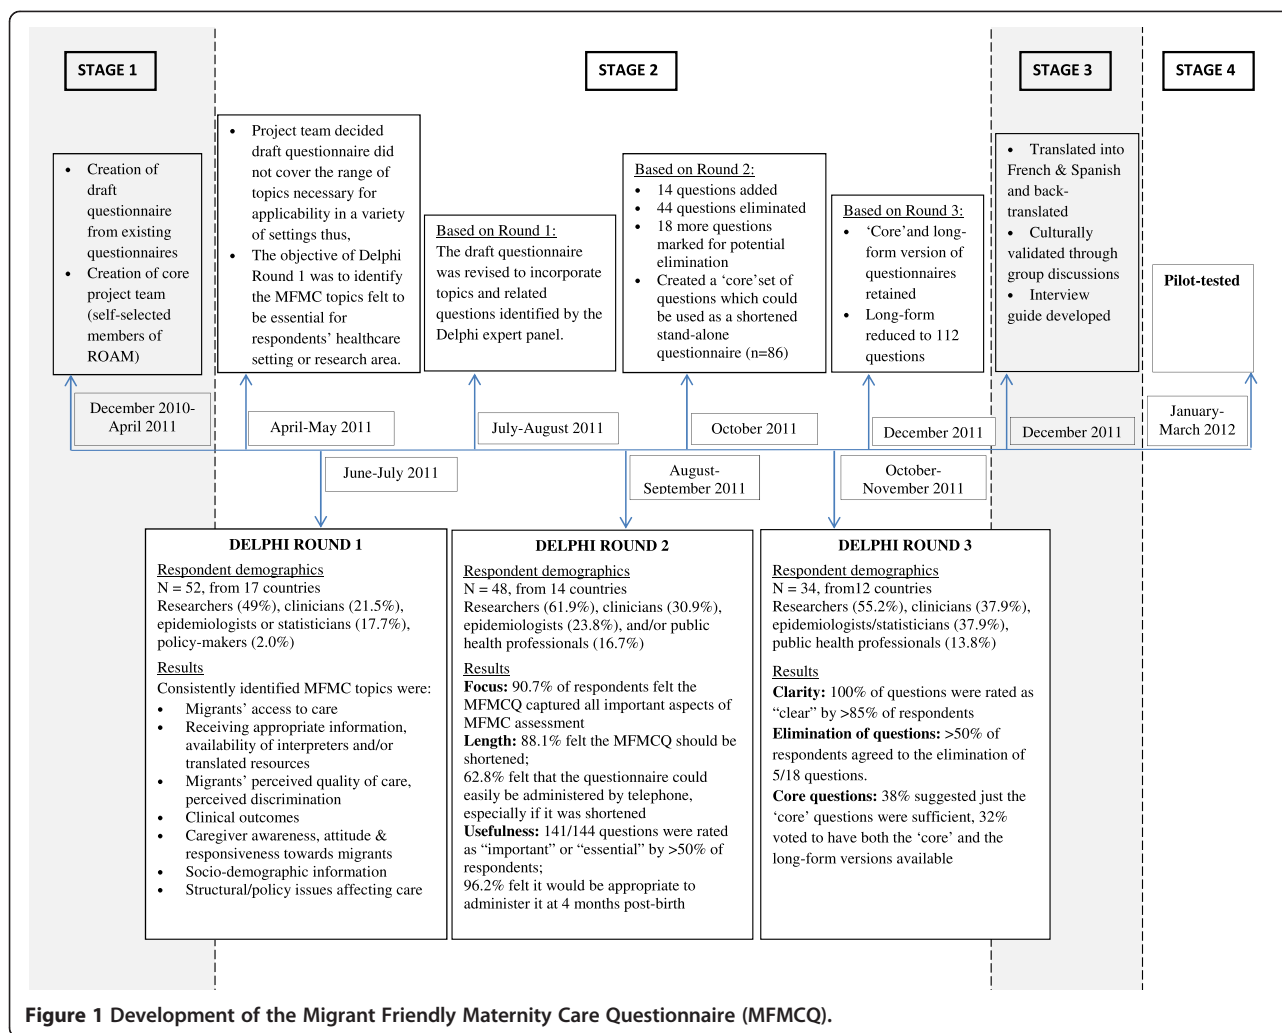 STAGE 1
STAGE 2
STAGE 3
STAGE 4
• Creation of
draft
questionnaire
from existing
questionnaires
• Creation of core
project team
(self-selected
members of
ROAM)
• Project team decided
draft questionnaire did
not cover the range of
topics necessary for
applicability in a variety
of settings thus,
• The objective of Delphi
Round 1 was to identify
the MFMC topics felt to
be essential for
respondents’ healthcare
setting or research area.
Based on Round 1:
The draft questionnaire
was revised to incorporate
topics and related
questions identified by the
Delphi expert panel.
Based on Round 2:
• 14 questions added
• 44 questions eliminated
• 18 more questions
marked for potential
elimination
• Created a ‘core’set of
questions which could
be used as a shortened
stand-alone
questionnaire (n=86)
Based on Round 3:
• ‘Core’and long-
form version of
questionnaires
retained
• Long-form
reduced to 112
questions
• Translated into
French & Spanish
and back-
translated
• Culturally
validated through
group discussions
• Interview
guide developed
Pilot-tested
December 2010-
April 2011
April-May 2011
July-August 2011
October 2011
December 2011
December 2011
January-
March 2012
June-July 2011
August-
September 2011
October-
November 2011
DELPHI ROUND 1
Respondent demographics
N = 52, from 17 countries
Researchers (49%), clinicians (21.5%),
epidemiologists or statisticians (17.7%),
policy-makers (2.0%)
Results
Consistently identified MFMC topics were:
• Migrants’ access to care
• Receiving appropriate information,
availability of interpreters and/or
translated resources
• Migrants’ perceived quality of care,
perceived discrimination
• Clinical outcomes
• Caregiver awareness, attitude &
responsiveness towards migrants
• Socio-demographic information
• Structural/policy issues affecting care
DELPHI ROUND 2
Respondent demographics
N = 48, from 14 countries
Researchers (61.9%), clinicians (30.9%),
epidemiologists (23.8%), and/or public
health professionals (16.7%)
Results
Focus: 90.7% of respondents felt the
MFMCQ captured all important aspects of
MFMC assessment
Length: 88.1% felt the MFMCQ should be
shortened;
62.8% felt that the questionnaire could
easily be administered by telephone,
especially if it was shortened
Usefulness: 141/144 questions were rated
as “important” or “essential” by >50% of
respondents;
96.2% felt it would be appropriate to
administer it at 4 months post-birth
DELPHI ROUND 3
Respondent demographics
N = 34, from12 countries
Researchers (55.2%), clinicians (37.9%),
epidemiologists/statisticians (37.9%),
public health professionals (13.8%)
Results
Clarity: 100% of questions were rated as
“clear” by >85% of respondents
Elimination of questions: >50% of
respondents agreed to the elimination of
5/18 questions.
Core questions: 38% suggested just the
‘core’ questions were sufficient, 32%
voted to have both the ‘core’ and the
long-form versions available
Figure 1 Development of the Migrant Friendly Maternity Care Questionnaire (MFMCQ).